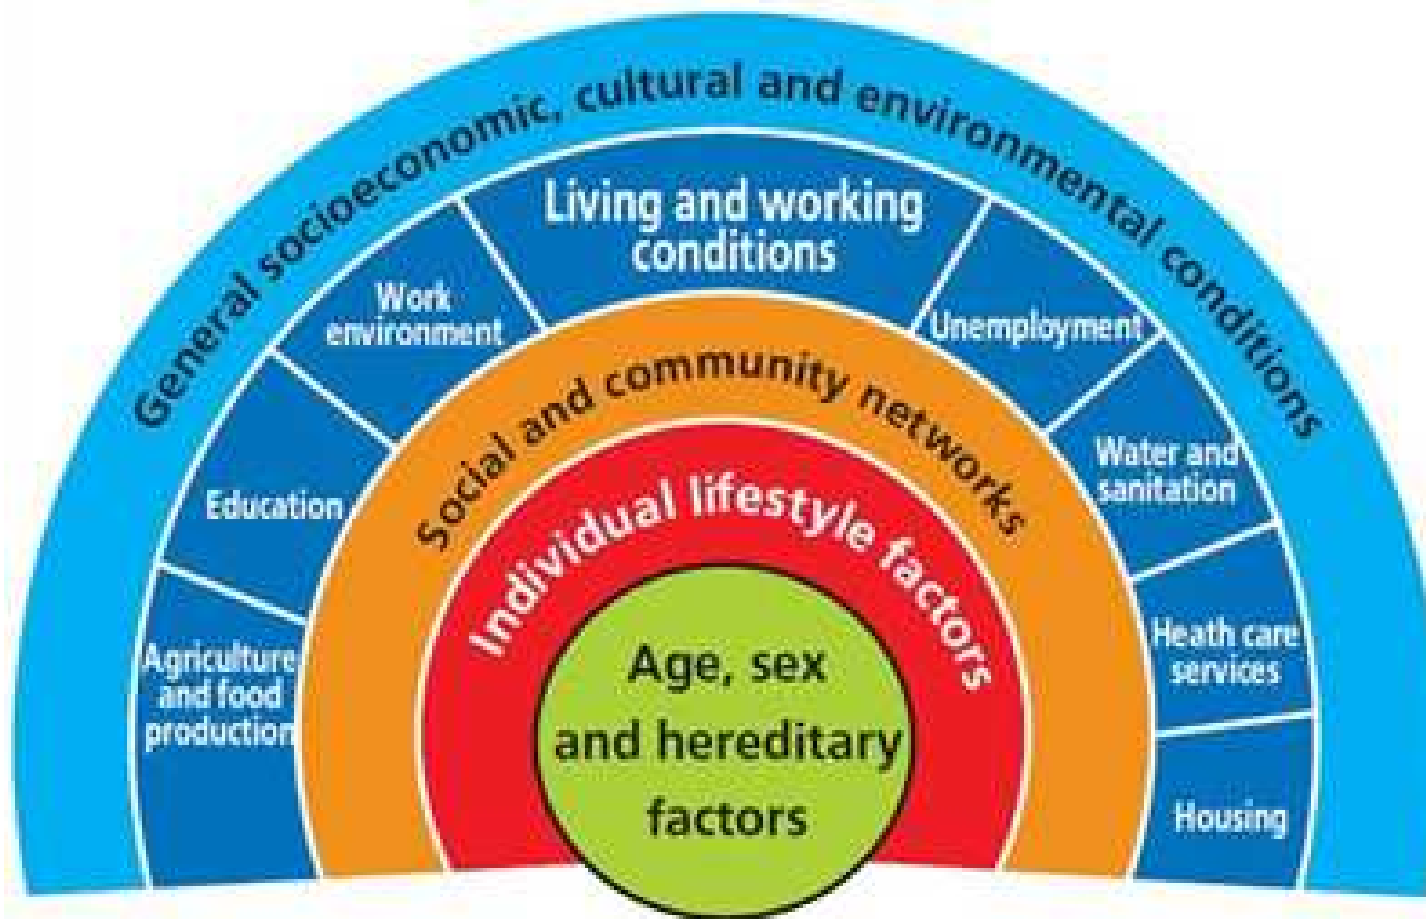 General socioeconomic, cultural and environmental conditions
Living and working
conditions
Work
environment
Unemployment
Education
Water and
sanitation
Agriculture
and food
production
Heath care
services
Housing
Social and community networks
Individual lifestyle factors
Age, sex
and hereditary
factors